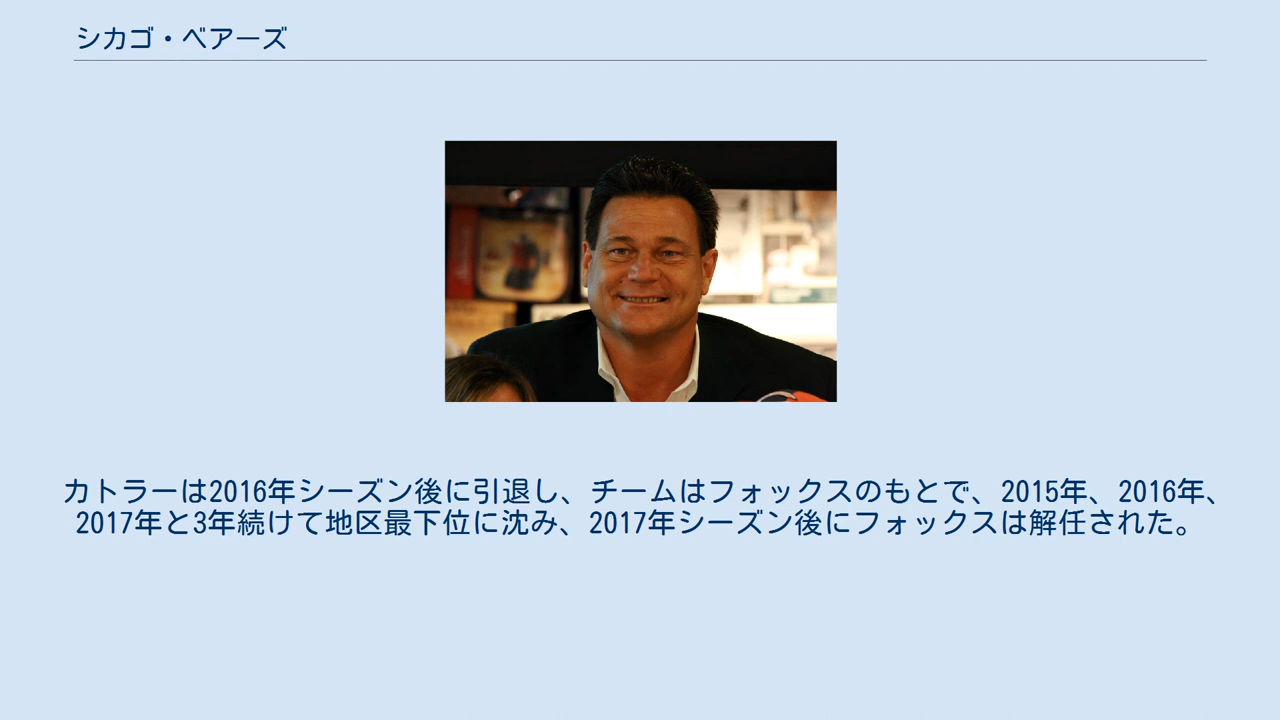 シカゴ・ベアーズ
カトラーは2016年シーズン後に引退し、チームはフォックスのもとで、2015年、2016年、
2017年と3年続けて地区最下位に沈み、2017年シーズン後にフォックスは解任された。